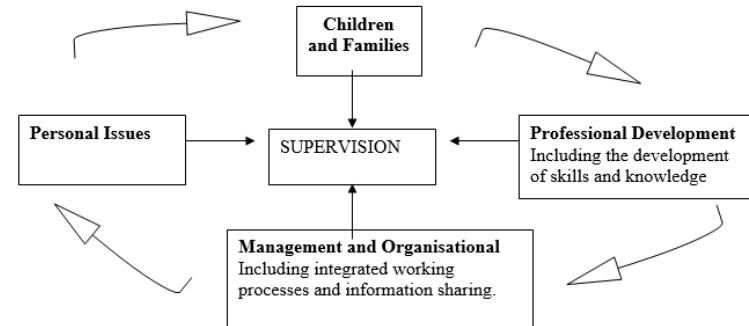 Children
and Families
Personal Issues
SUPERVISION
Professional Development
Including the development
of skills and knowledge
Management and Organisational
Including integrated working
processes and information sharing.